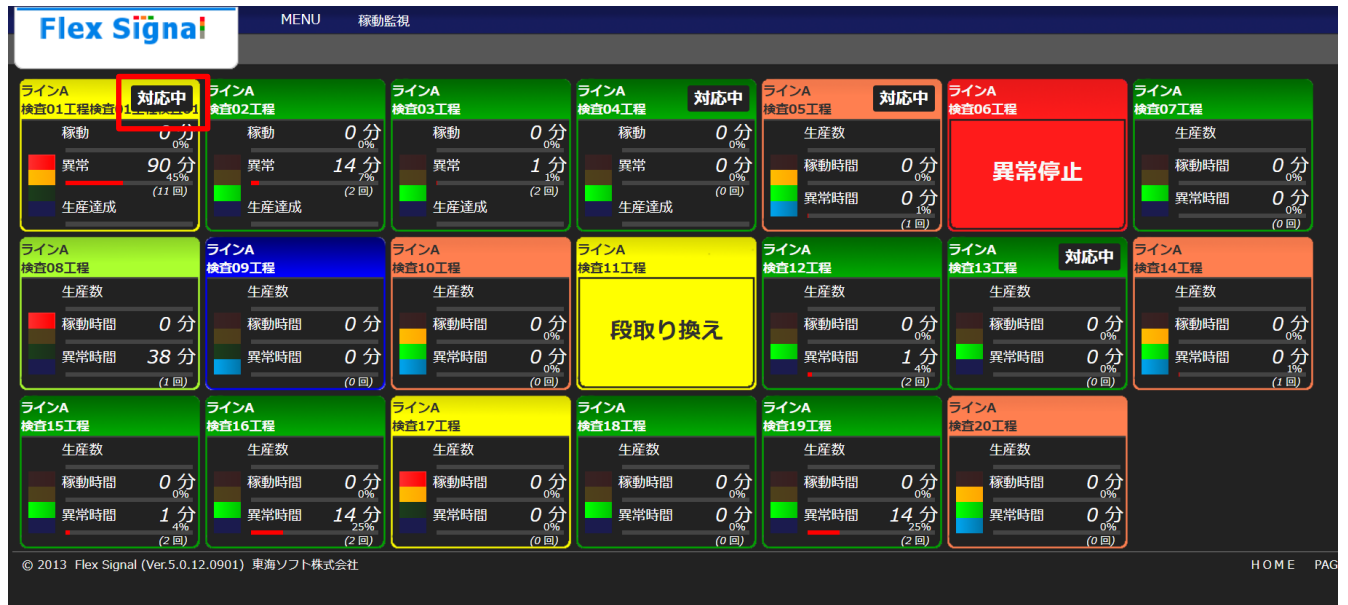 Flex Signal
MENU 稼動監視
ラインA
検査01工程検査01工程検査01
対応中
稼動 0 分
0%
異常 90 分
45%
(11 回)
生産達成
ラインA
検査02工程
稼動 0 分
0%
異常 14 分
7%
(2 回)
生産達成
ラインA
検査03工程
稼動 0 分
0%
異常 1 分
1%
(2 回)
生産達成
ラインA
検査04工程
対応中
稼動 0 分
0%
異常 0 分
0%
(0 回)
生産達成
ラインA
検査05工程
対応中
生産数
稼動時間 0 分
0%
異常時間 0 分
1%
(1 回)
ラインA
検査06工程
異常停止
ラインA
検査07工程
生産数
稼動時間 0 分
0%
異常時間 0 分
0%
(0 回)
ラインA
検査08工程
生産数
稼動時間 0 分
異常時間 38 分
(1 回)
ラインA
検査09工程
生産数
稼動時間 0 分
異常時間 0 分
(0 回)
ラインA
検査10工程
生産数
稼動時間 0 分
0%
異常時間 0 分
0%
(0 回)
ラインA
検査11工程
段取り換え
ラインA
検査12工程
生産数
稼動時間 0 分
0%
異常時間 1 分
4%
(2 回)
ラインA
検査13工程
対応中
生産数
稼動時間 0 分
0%
異常時間 0 分
0%
(0 回)
ラインA
検査14工程
生産数
稼動時間 0 分
0%
異常時間 0 分
1%
(1 回)
ラインA
検査15工程
生産数
稼動時間 0 分
0%
異常時間 1 分
4%
(2 回)
ラインA
検査16工程
生産数
稼動時間 0 分
0%
異常時間 14 分
25%
(2 回)
ラインA
検査17工程
生産数
稼動時間 0 分
0%
異常時間 0 分
0%
(0 回)
ラインA
検査18工程
生産数
稼動時間 0 分
0%
異常時間 0 分
0%
(0 回)
ラインA
検査19工程
生産数
稼動時間 0 分
0%
異常時間 14 分
25%
(2 回)
ラインA
検査20工程
生産数
稼動時間 0 分
0%
異常時間 0 分
0%
(0 回)
© 2013 Flex Signal (Ver.5.0.12.0901) 東海ソフト株式会社
HOME PAG